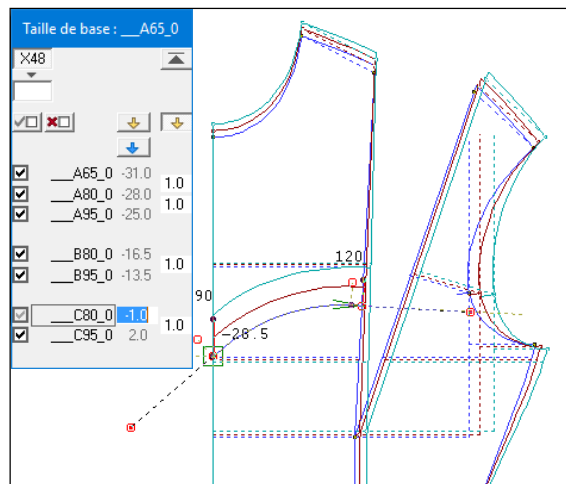 Taille de base : ___A65_0
X48
___A65_0 -31.0
1.0
___A80_0 -28.0
1.0
___A95_0 -25.0
___B80_0 -16.5
1.0
___B95_0 -13.5
___C80_0 -1.0
1.0
___C95_0 2.0
120
90
-28.5